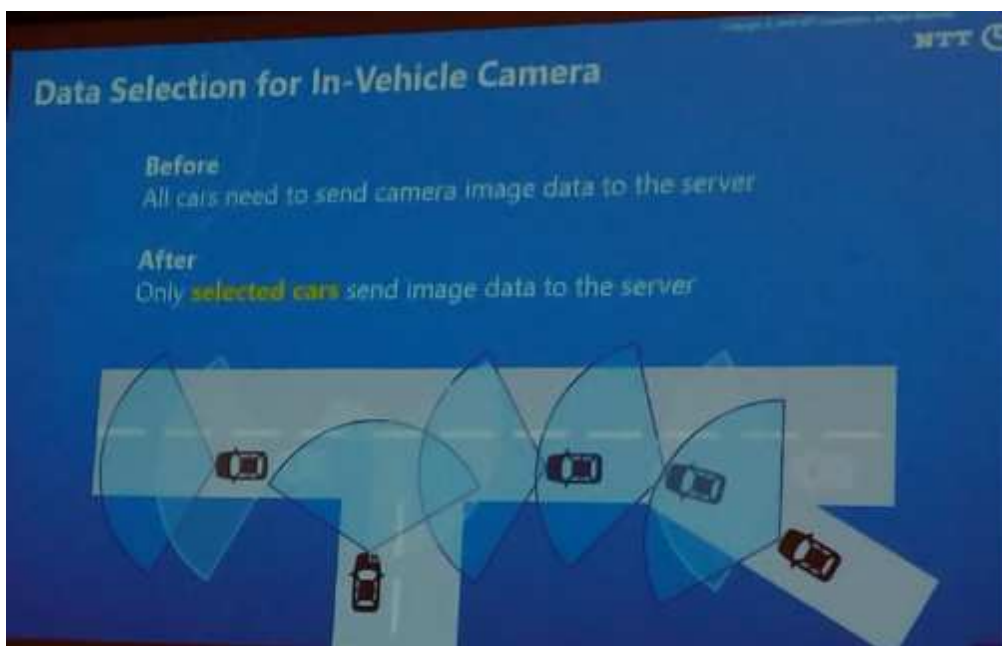 NTT
Data Selection for In-Vehicle Camera
Before
All cars need to send camera image data to the server
After
Only selected cars send image data to the server